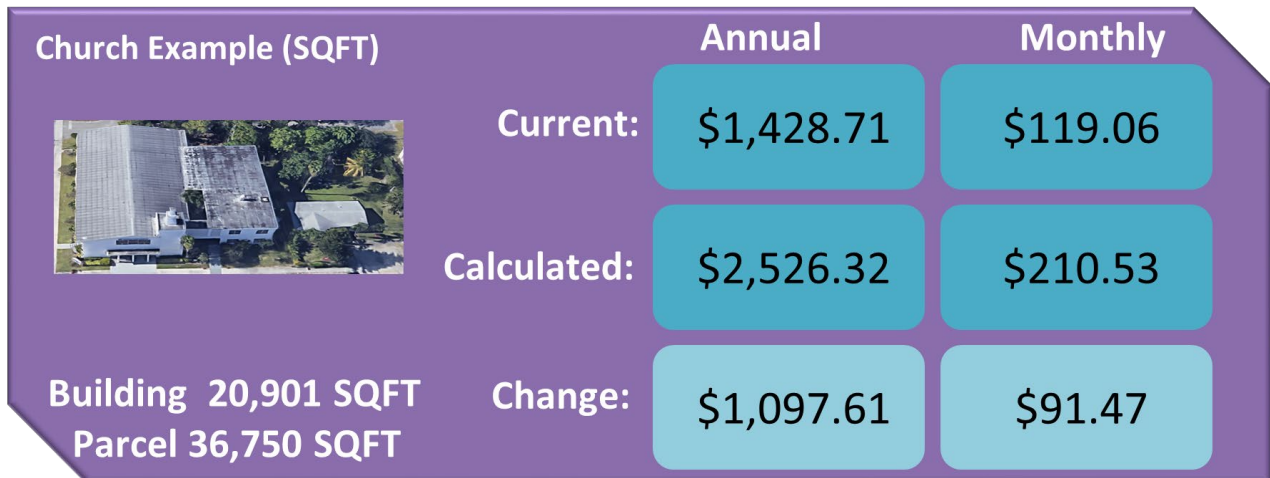 Church Example (SQFT)
Annual Monthly
Current: $1,428.71 $119.06
Calculated: $2,526.32 $210.53
Change: $1,097.61 $91.47
Building 20,901 SQFT
Parcel 36,750 SQFT